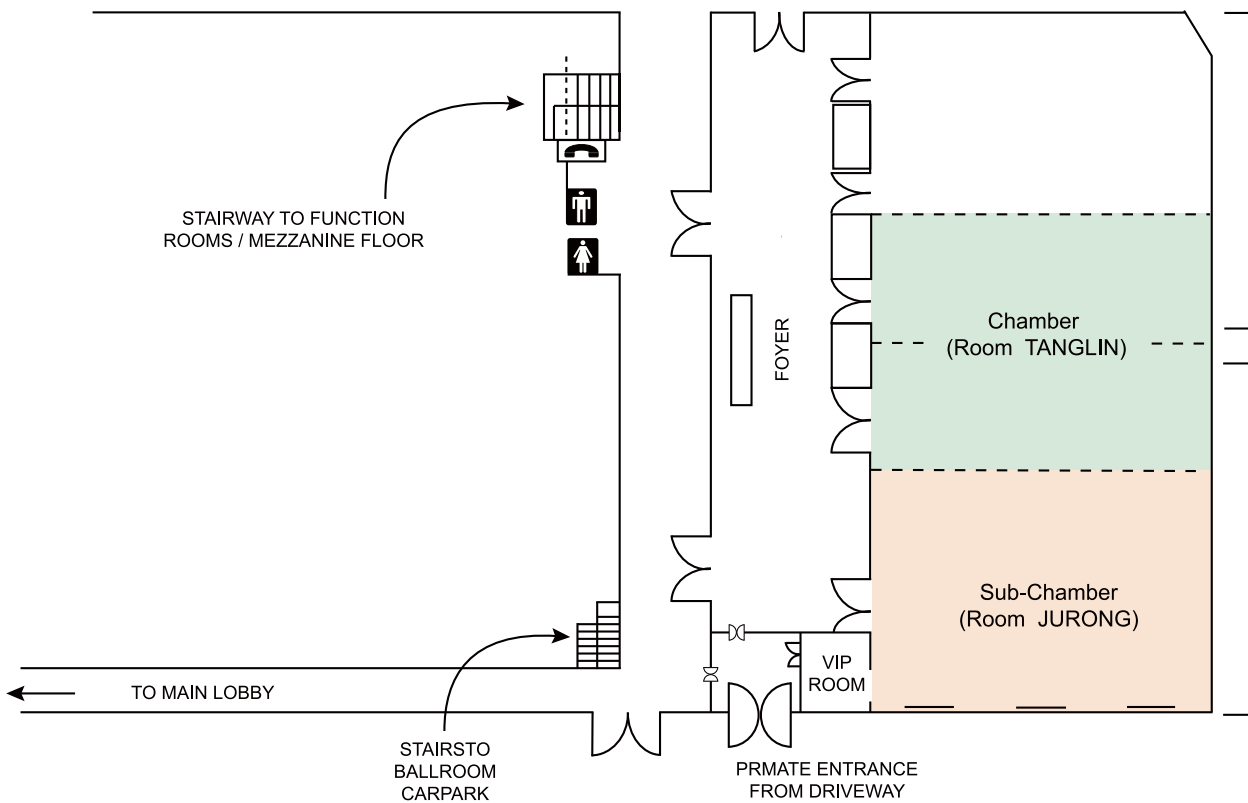 STAIRWAY TO FUNCTION
ROOMS / MEZZANINE FLOOR
FOYER
Chamber
(Room TANGLIN)
Sub-Chamber
(Room JURONG)
VIP
ROOM
TO MAIN LOBBY
STAIRSTO
BALLROOM
CARPARK
PRMATE ENTRANCE
FROM DRIVEWAY